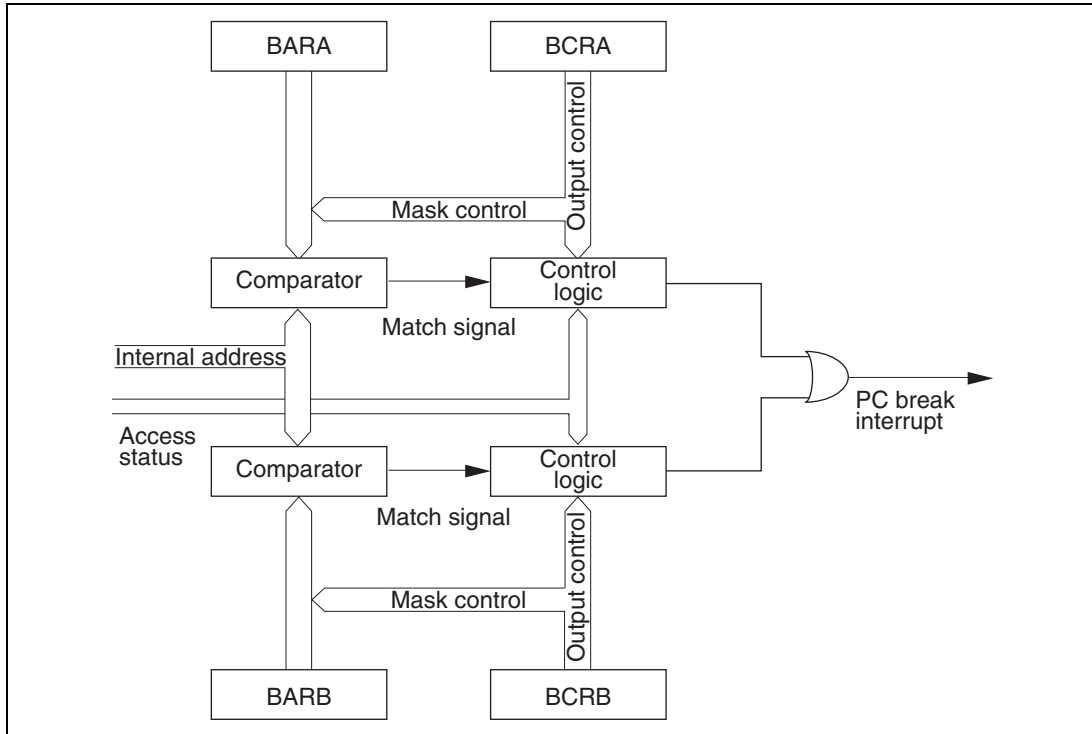 BARA
BCRA
Output control
Mask control
Comparator
Control
logic
Match signal
Internal address
Access
status
PC break
interrupt
Comparator
Control
logic
Match signal
Output control
Mask control
BARB
BCRB